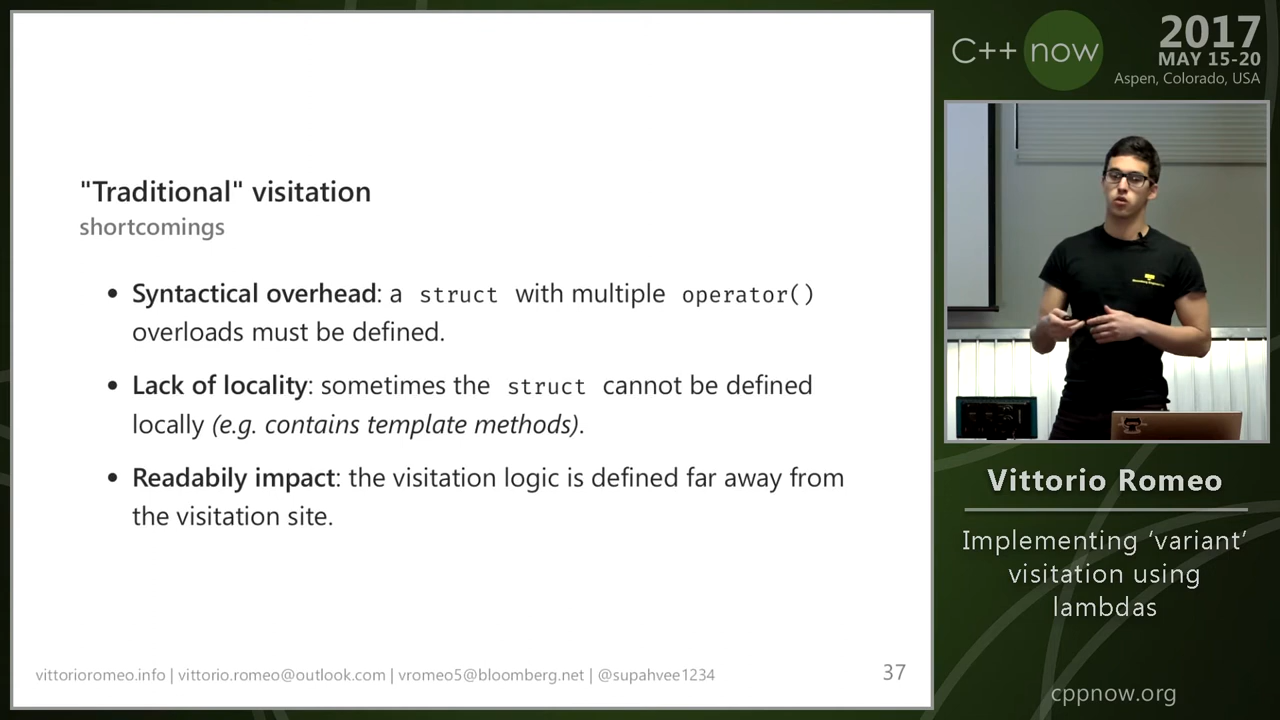 "Traditional" visitation
shortcomings
• Syntactical overhead: a struct with multiple operator()
overloads must be defined.
• Lack of locality: sometimes the struct cannot be defined
locally (e.g. contains template methods).
• Readabily impact: the visitation logic is defined far away from
the visitation site.
vittorioromeo.info | vittorio.romeo@outlook.com | vromeo5@bloomberg.net | @supahvee1234
37
C++ now
2017
MAY 15-20
Aspen, Colorado, USA
Vittorio Romeo
Implementing ‘variant’
visitation using
lambdas
cppnow.org